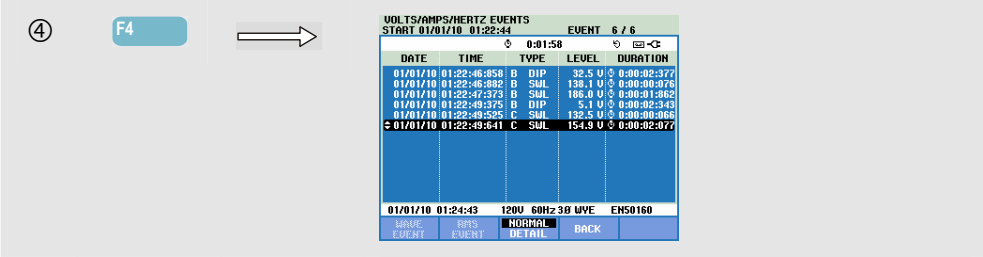 ④ F4
VOLTS/AMPS/HERTZ EVENTS
START 01/01/10 01:22:44 EVENT 6 / 6
0:01:58
DATE TIME TYPE LEVEL DURATION
01/01/10 01:22:46:858 B DIP 32.5 V 0:00:02:377
01/01/10 01:22:46:882 B SWL 138.1 V 0:00:00:076
01/01/10 01:22:47:373 B SWL 186.0 V 0:00:01:862
01/01/10 01:22:49:375 B DIP 5.1 V 0:00:02:343
01/01/10 01:22:49:525 C SWL 132.5 V 0:00:00:066
01/01/10 01:22:49:641 C SWL 154.9 V 0:00:02:077
01/01/10 01:24:43 120V 60Hz 3Ø WYE EN50160
WAVE EVENT RMS EVENT NORMAL DETAIL BACK